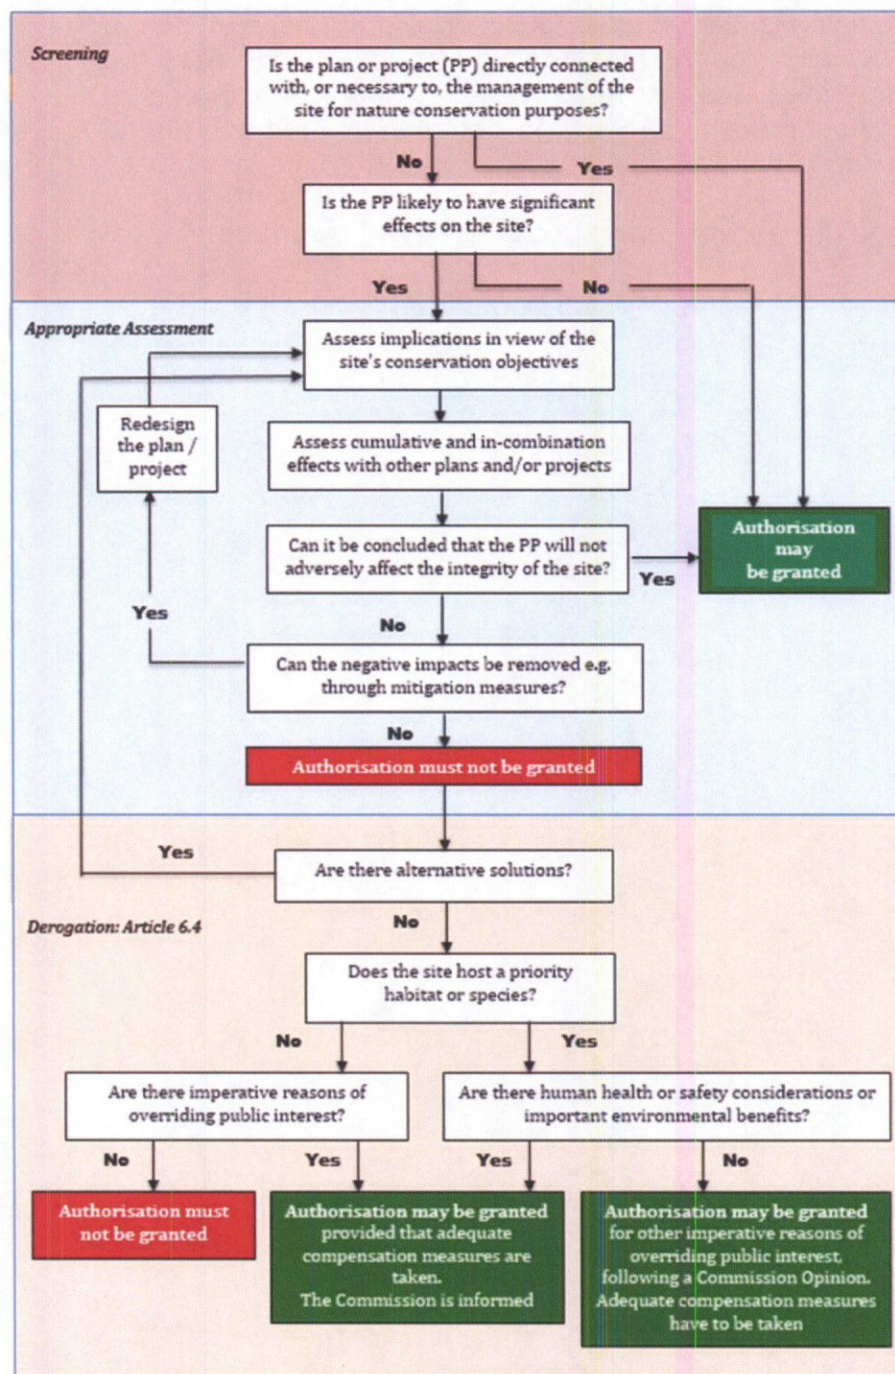 Screening
Is the plan or project (PP) directly connected
with, or necessary to, the management of the
site for nature conservation purposes?
No
Yes
Is the PP likely to have significant
effects on the site?
Yes
No
Appropriate Assessment
Assess implications in view of the
site's conservation objectives
Redesign
the plan /
project
Assess cumulative and in-combination
effects with other plans and/or projects
Can it be concluded that the PP will not
adversely affect the integrity of the site?
Yes
Authorisation
may
be granted
Yes
No
Can the negative impacts be removed e.g.
through mitigation measures?
No
Authorisation must not be granted
Yes
Are there alternative solutions?
No
Derogation: Article 6.4
Does the site host a priority
habitat or species?
No
Yes
Are there imperative reasons of
overriding public interest?
Are there human health or safety considerations or
important environmental benefits?
No
Yes
Yes
No
Authorisation must
not be granted
Authorisation may be granted
provided that adequate
compensation measures are
taken.
The Commission is informed
Authorisation may be granted
for other imperative reasons of
overriding public interest,
following a Commission Opinion.
Adequate compensation measures
have to be taken